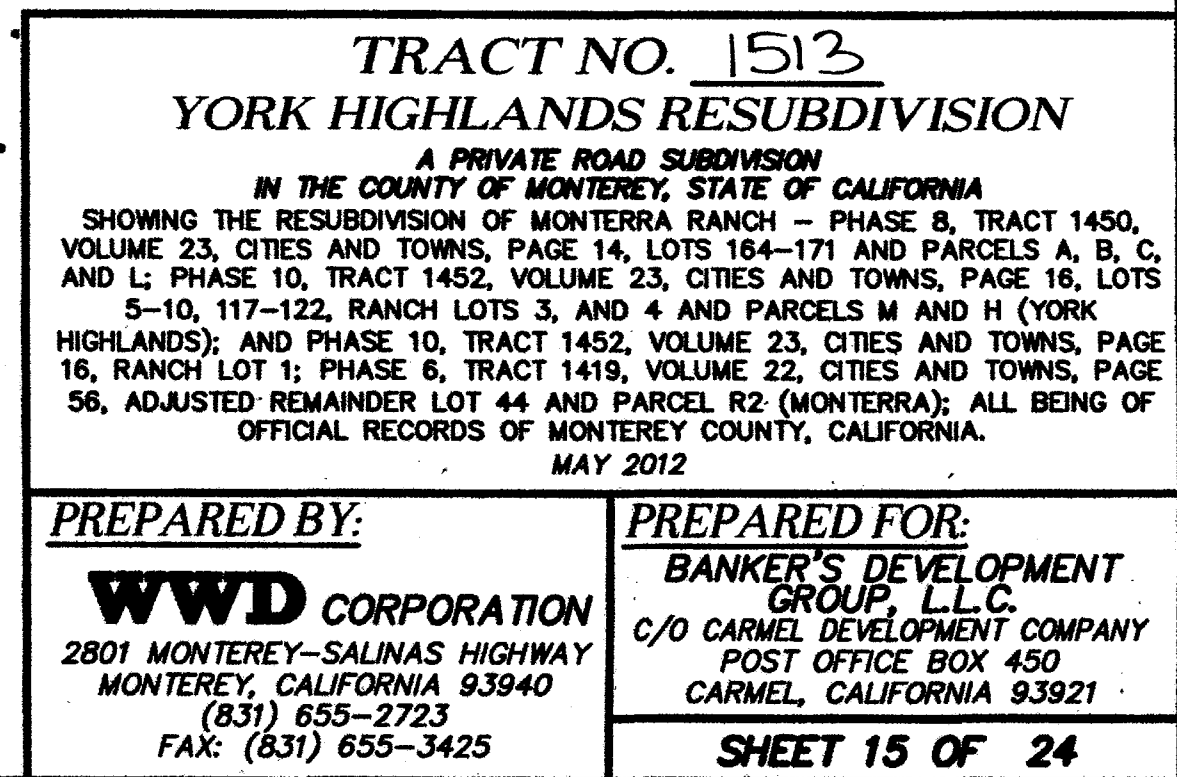 TRACT NO. 1513
YORK HIGHLANDS RESUBDIVISION
A PRIVATE ROAD SUBDIVISION
IN THE COUNTY OF MONTEREY, STATE OF CALIFORNIA
SHOWING THE RESUBDIVISION OF MONTERRA RANCH – PHASE 8, TRACT 1450,
VOLUME 23, CITIES AND TOWNS, PAGE 14, LOTS 164–171 AND PARCELS A, B, C,
AND L; PHASE 10, TRACT 1452, VOLUME 23, CITIES AND TOWNS, PAGE 16, LOTS
5–10, 117–122, RANCH LOTS 3, AND 4 AND PARCELS M AND H (YORK
HIGHLANDS); AND PHASE 10, TRACT 1452, VOLUME 23, CITIES AND TOWNS, PAGE
16, RANCH LOT 1; PHASE 6, TRACT 1419, VOLUME 22, CITIES AND TOWNS, PAGE
56, ADJUSTED REMAINDER LOT 44 AND PARCEL R2 (MONTERRA); ALL BEING OF
OFFICIAL RECORDS OF MONTEREY COUNTY, CALIFORNIA.
MAY 2012
PREPARED BY:
WWD CORPORATION
2801 MONTEREY–SALINAS HIGHWAY
MONTEREY, CALIFORNIA 93940
(831) 655–2723
FAX: (831) 655–3425
PREPARED FOR:
BANKER'S DEVELOPMENT
GROUP, L.L.C.
C/O CARMEL DEVELOPMENT COMPANY
POST OFFICE BOX 450
CARMEL, CALIFORNIA 93921
SHEET 15 OF 24